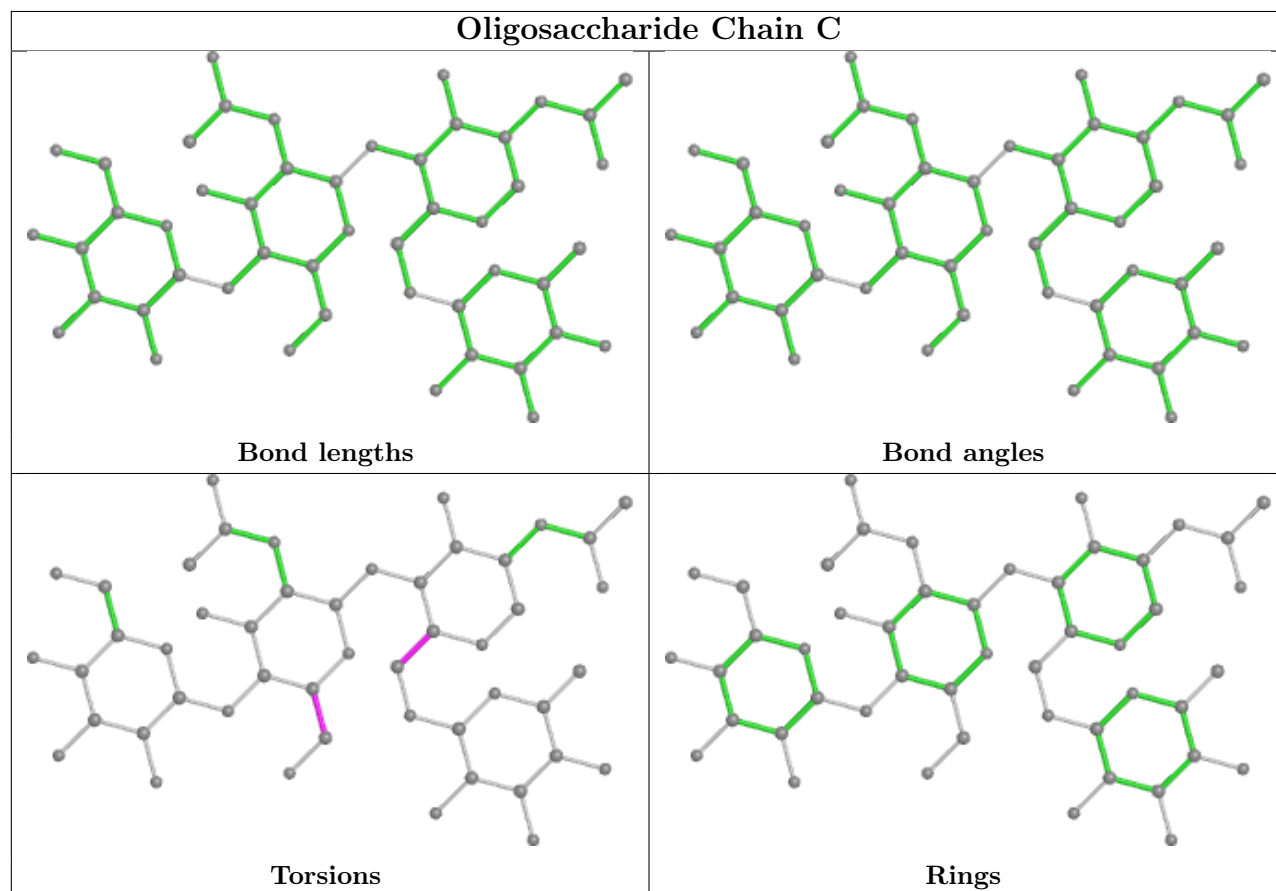 Oligosaccharide Chain C
Bond lengths
Bond angles
Torsions
Rings